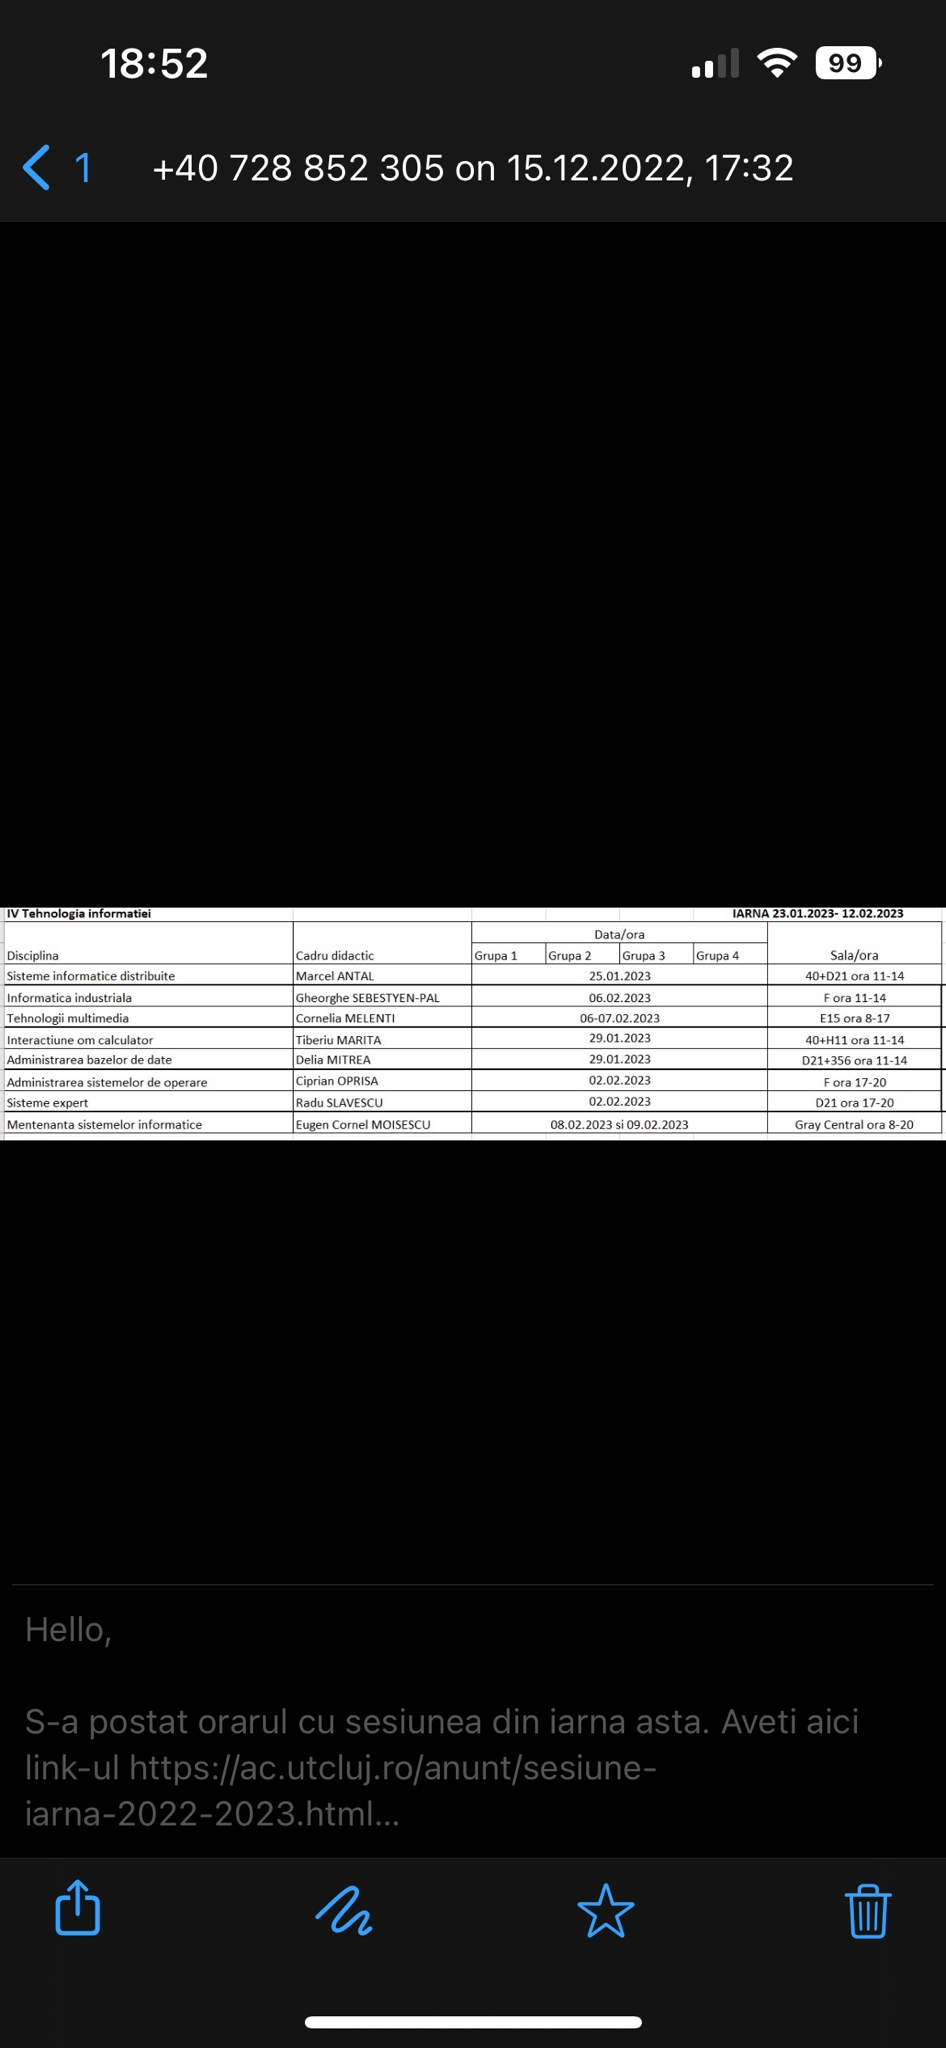 18:52
99
1 +40 728 852 305 on 15.12.2022, 17:32
IV Tehnologia informatiei IARNA 23.01.2023- 12.02.2023
Data/ora
Disciplina Cadru didactic Grupa 1 Grupa 2 Grupa 3 Grupa 4 Sala/ora
Sisteme informatice distribuite Marcel ANTAL 25.01.2023 40+D21 ora 11-14
Informatica industriala Gheorghe SEBESTYEN-PAL 06.02.2023 F ora 11-14
Tehnologii multimedia Cornelia MELENTI 06-07.02.2023 E15 ora 8-17
Interactiune om calculator Tiberiu MARITA 29.01.2023 40+H11 ora 11-14
Administrarea bazelor de date Delia MITREA 29.01.2023 D21+356 ora 11-14
Administrarea sistemelor de operare Ciprian OPRISA 02.02.2023 F ora 17-20
Sisteme expert Radu SLAVESCU 02.02.2023 D21 ora 17-20
Mentenanta sistemelor informatice Eugen Cornel MOISESCU 08.02.2023 si 09.02.2023 Gray Central ora 8-20
Hello,
S-a postat orarul cu sesiunea din iarna asta. Aveti aici
link-ul https://ac.utcluj.ro/anunt/sesiune-
iarna-2022-2023.html...